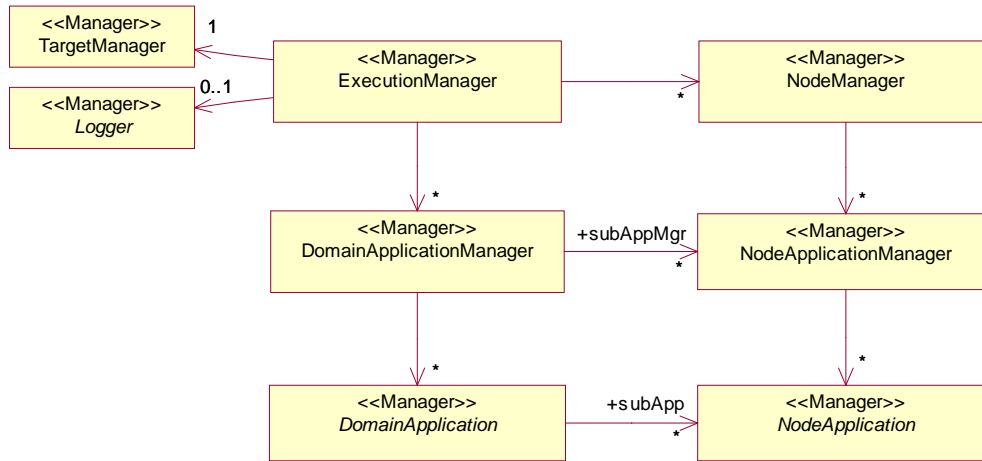 <<Manager>>
TargetManager
1
<<Manager>>
Logger
0..1
<<Manager>>
ExecutionManager
*
<<Manager>>
NodeManager
*
*
<<Manager>>
DomainApplicationManager
+subAppMgr
*
<<Manager>>
NodeApplicationManager
*
*
<<Manager>>
DomainApplication
+subApp
*
<<Manager>>
NodeApplication